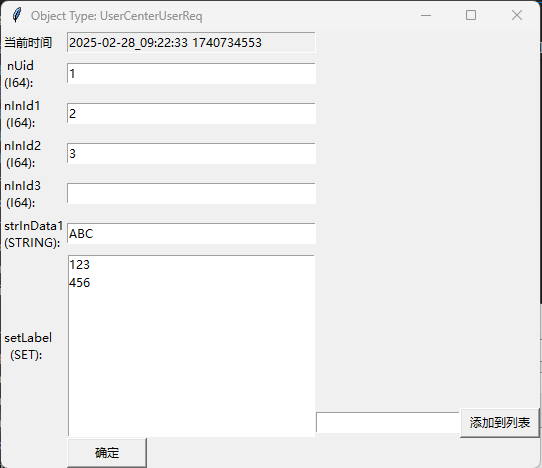 Object Type: UserCenterUserReq
当前时间 2025-02-28_09:22:33 1740734553
nUid
(I64): 1
nInId1
(I64): 2
nInId2
(I64): 3
nInId3
(I64):
strInData1
(STRING): ABC
123
456
setLabel
(SET):
添加到列表
确定